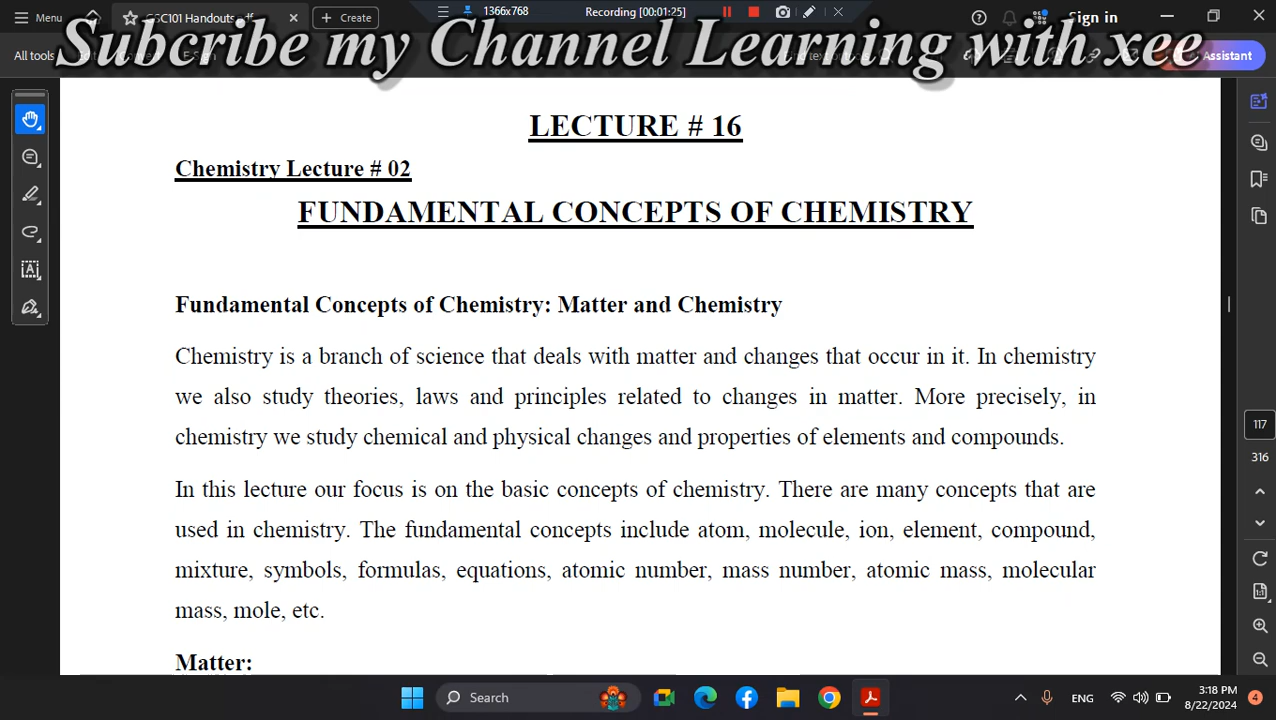 Menu
GSC101 Handouts.pdf
Create
1366x768
Recording [00:01:25]
Sign in
Subcribe my Channel Learning with xee
All tools
Assistant
LECTURE # 16
Chemistry Lecture # 02
FUNDAMENTAL CONCEPTS OF CHEMISTRY
Fundamental Concepts of Chemistry: Matter and Chemistry
Chemistry is a branch of science that deals with matter and changes that occur in it. In chemistry
we also study theories, laws and principles related to changes in matter. More precisely, in
chemistry we study chemical and physical changes and properties of elements and compounds.
In this lecture our focus is on the basic concepts of chemistry. There are many concepts that are
used in chemistry. The fundamental concepts include atom, molecule, ion, element, compound,
mixture, symbols, formulas, equations, atomic number, mass number, atomic mass, molecular
mass, mole, etc.
Matter:
117
316
Search
ENG
3:18 PM
8/22/2024
4